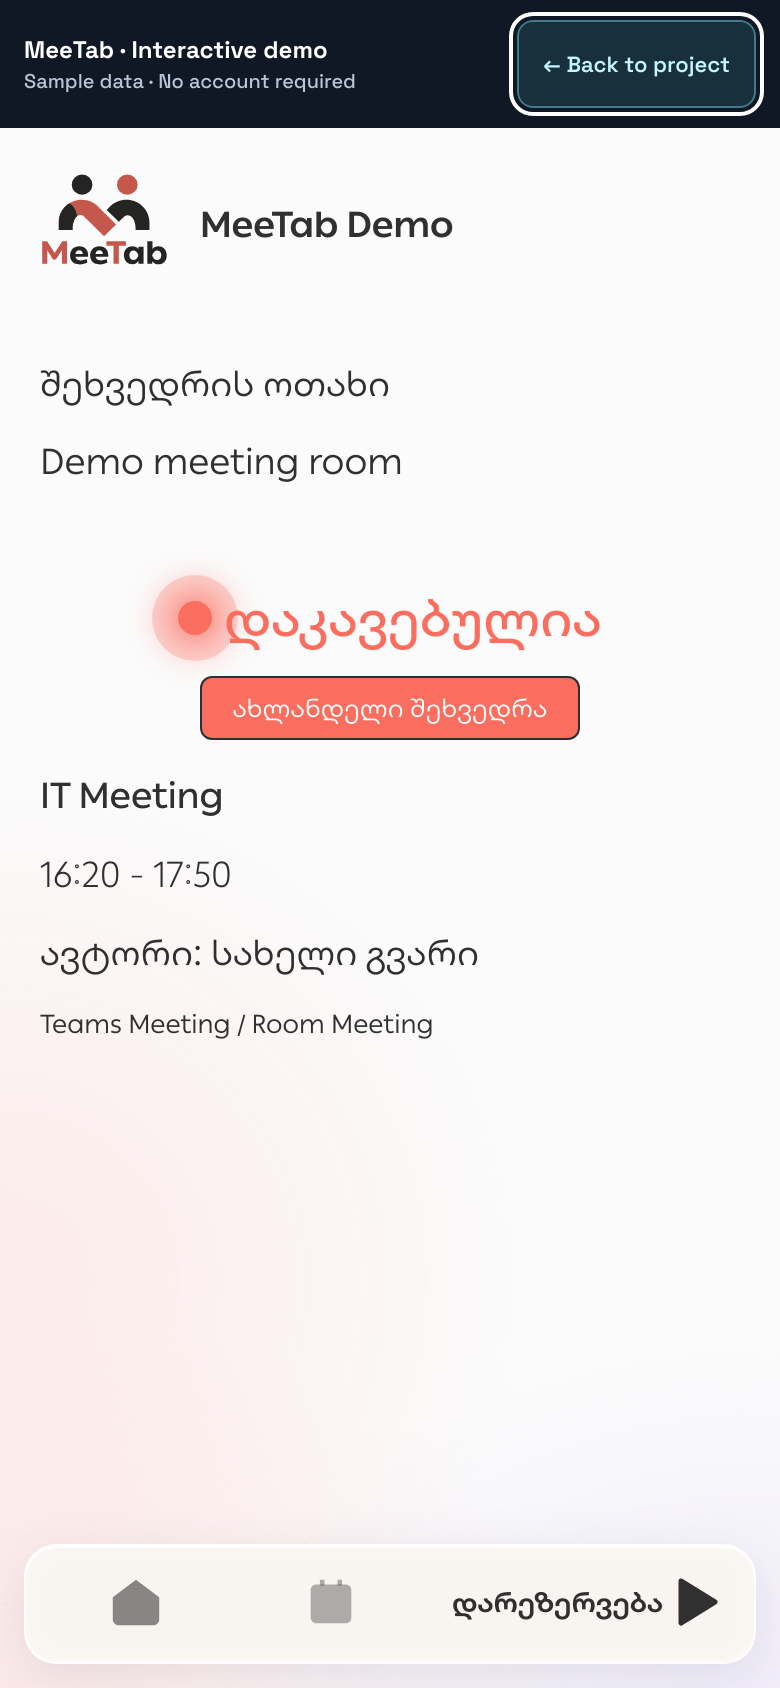 MeeTab · Interactive demo
Sample data · No account required
← Back to project
MeeTab
MeeTab Demo
შეხვედრის ოთახი
Demo meeting room
დაკავებულია
ახლანდელი შეხვედრა
IT Meeting
16:20 - 17:50
ავტორი: სახელი გვარი
Teams Meeting / Room Meeting
დარეზერვება